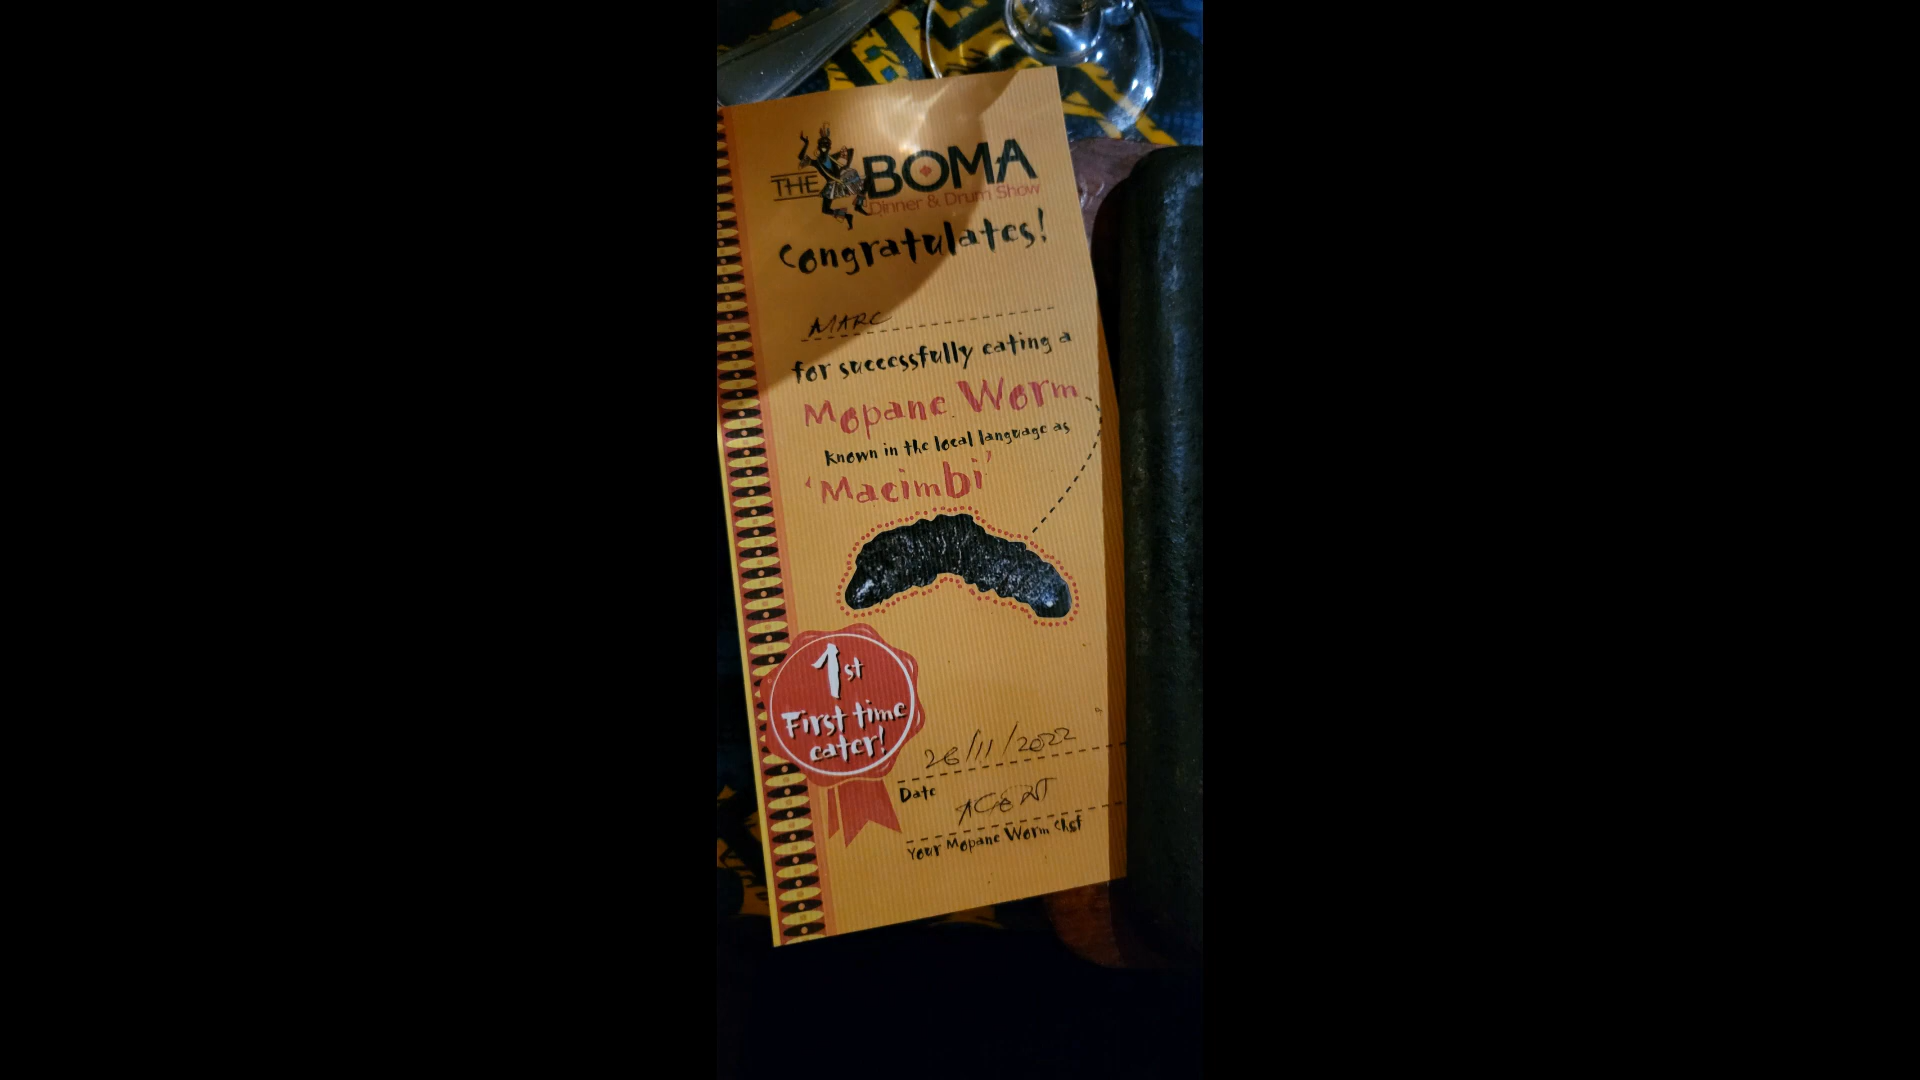 THE BOMA
Dinner & Drum Show
Congratulates!
MARC
for successfully eating a
Mopane Worm
Known in the local language as
'Macimbi'
1st
First time
eater!
26/11/2022
Date
Your Mopane Worm Chef